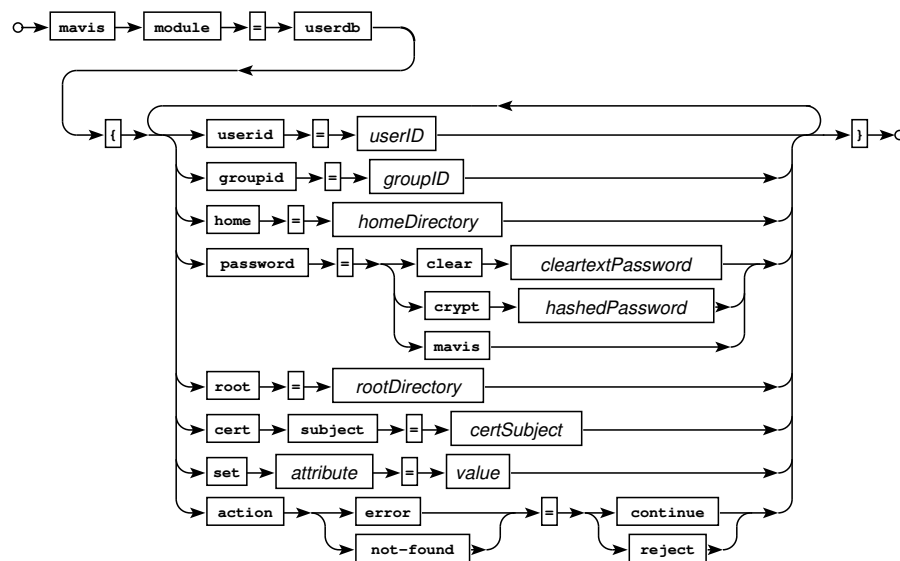 mavis module = userdb
{ userid = userID }
groupid = groupID
home = homeDirectory
password = clear cleartextPassword
crypt hashedPassword
mavis
root = rootDirectory
cert subject = certSubject
set attribute = value
action error = continue
not-found reject